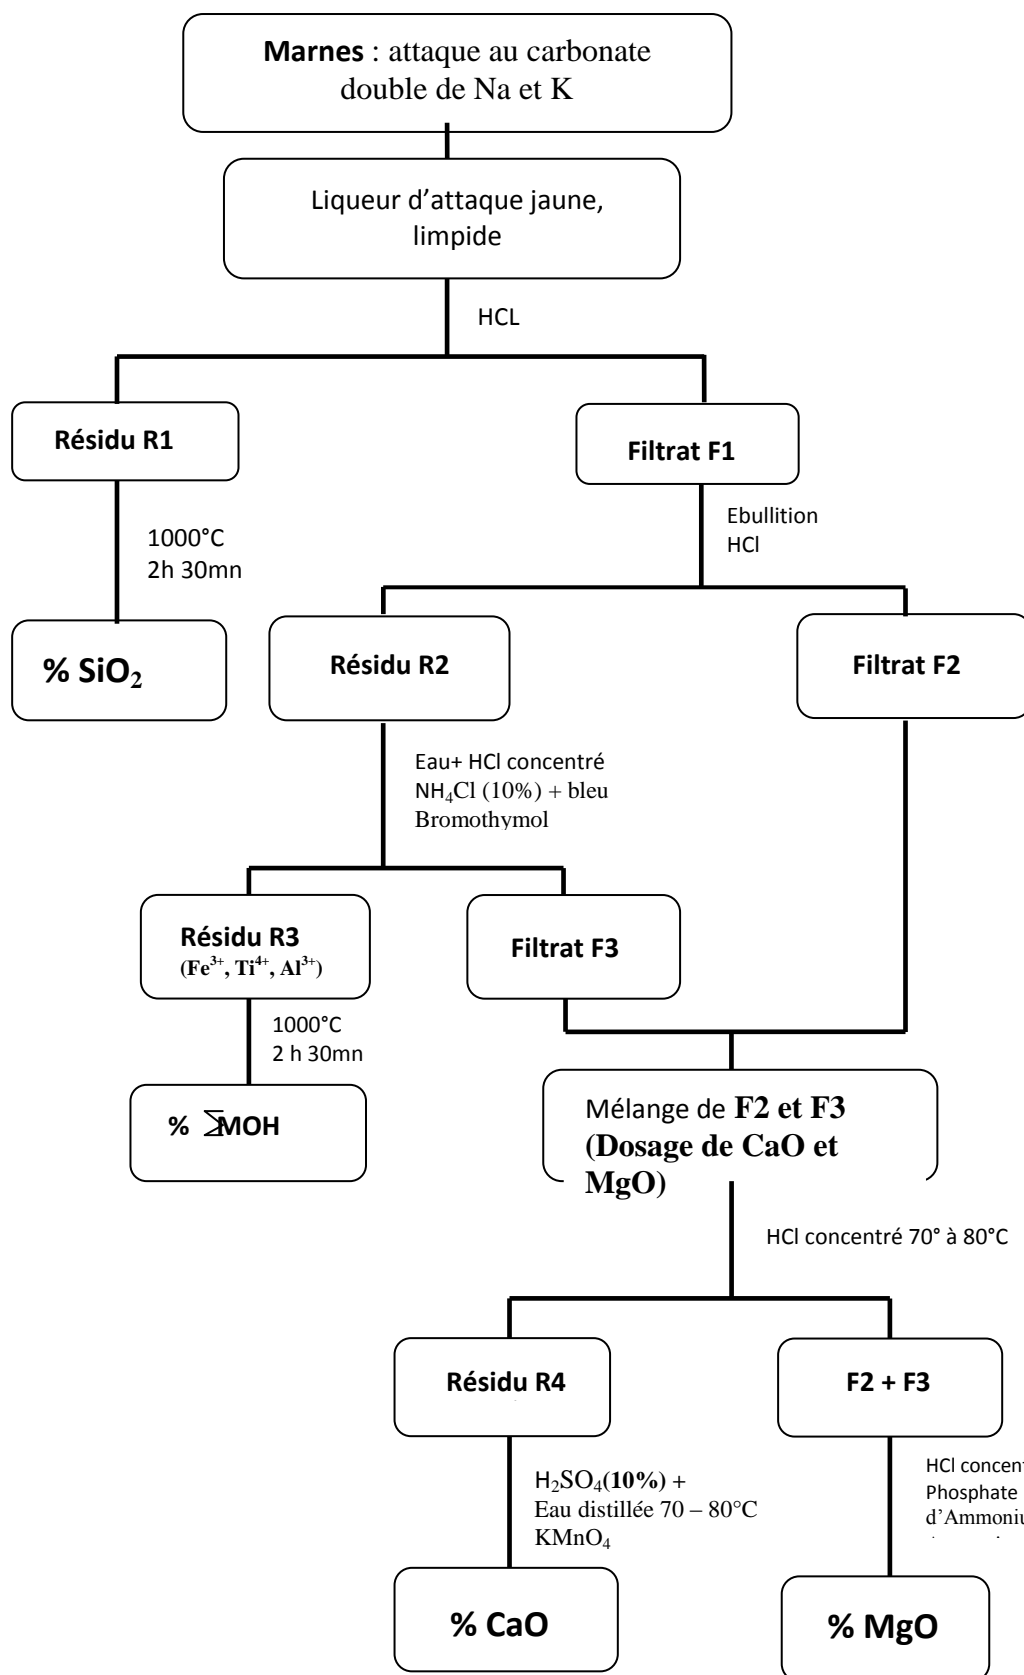 Marnes : attaque au carbonate
double de Na et K
Liqueur d’attaque jaune,
limpide
HCL
Résidu R1
Filtrat F1
1000°C
2h 30mn
Ebullition
HCl
% SiO₂
Résidu R2
Filtrat F2
Eau+ HCl concentré
NH₄Cl (10%) + bleu
Bromothymol
Résidu R3
(Fe³⁺, Ti⁴⁺, Al³⁺)
Filtrat F3
1000°C
2 h 30mn
% ∑MOH
Mélange de F2 et F3
(Dosage de CaO et
MgO)
HCl concentré 70° à 80°C
Résidu R4
F2 + F3
H₂SO₄(10%) +
Eau distillée 70 – 80°C
KMnO₄
HCl concent
Phosphate
d’Ammoniu
% CaO
% MgO